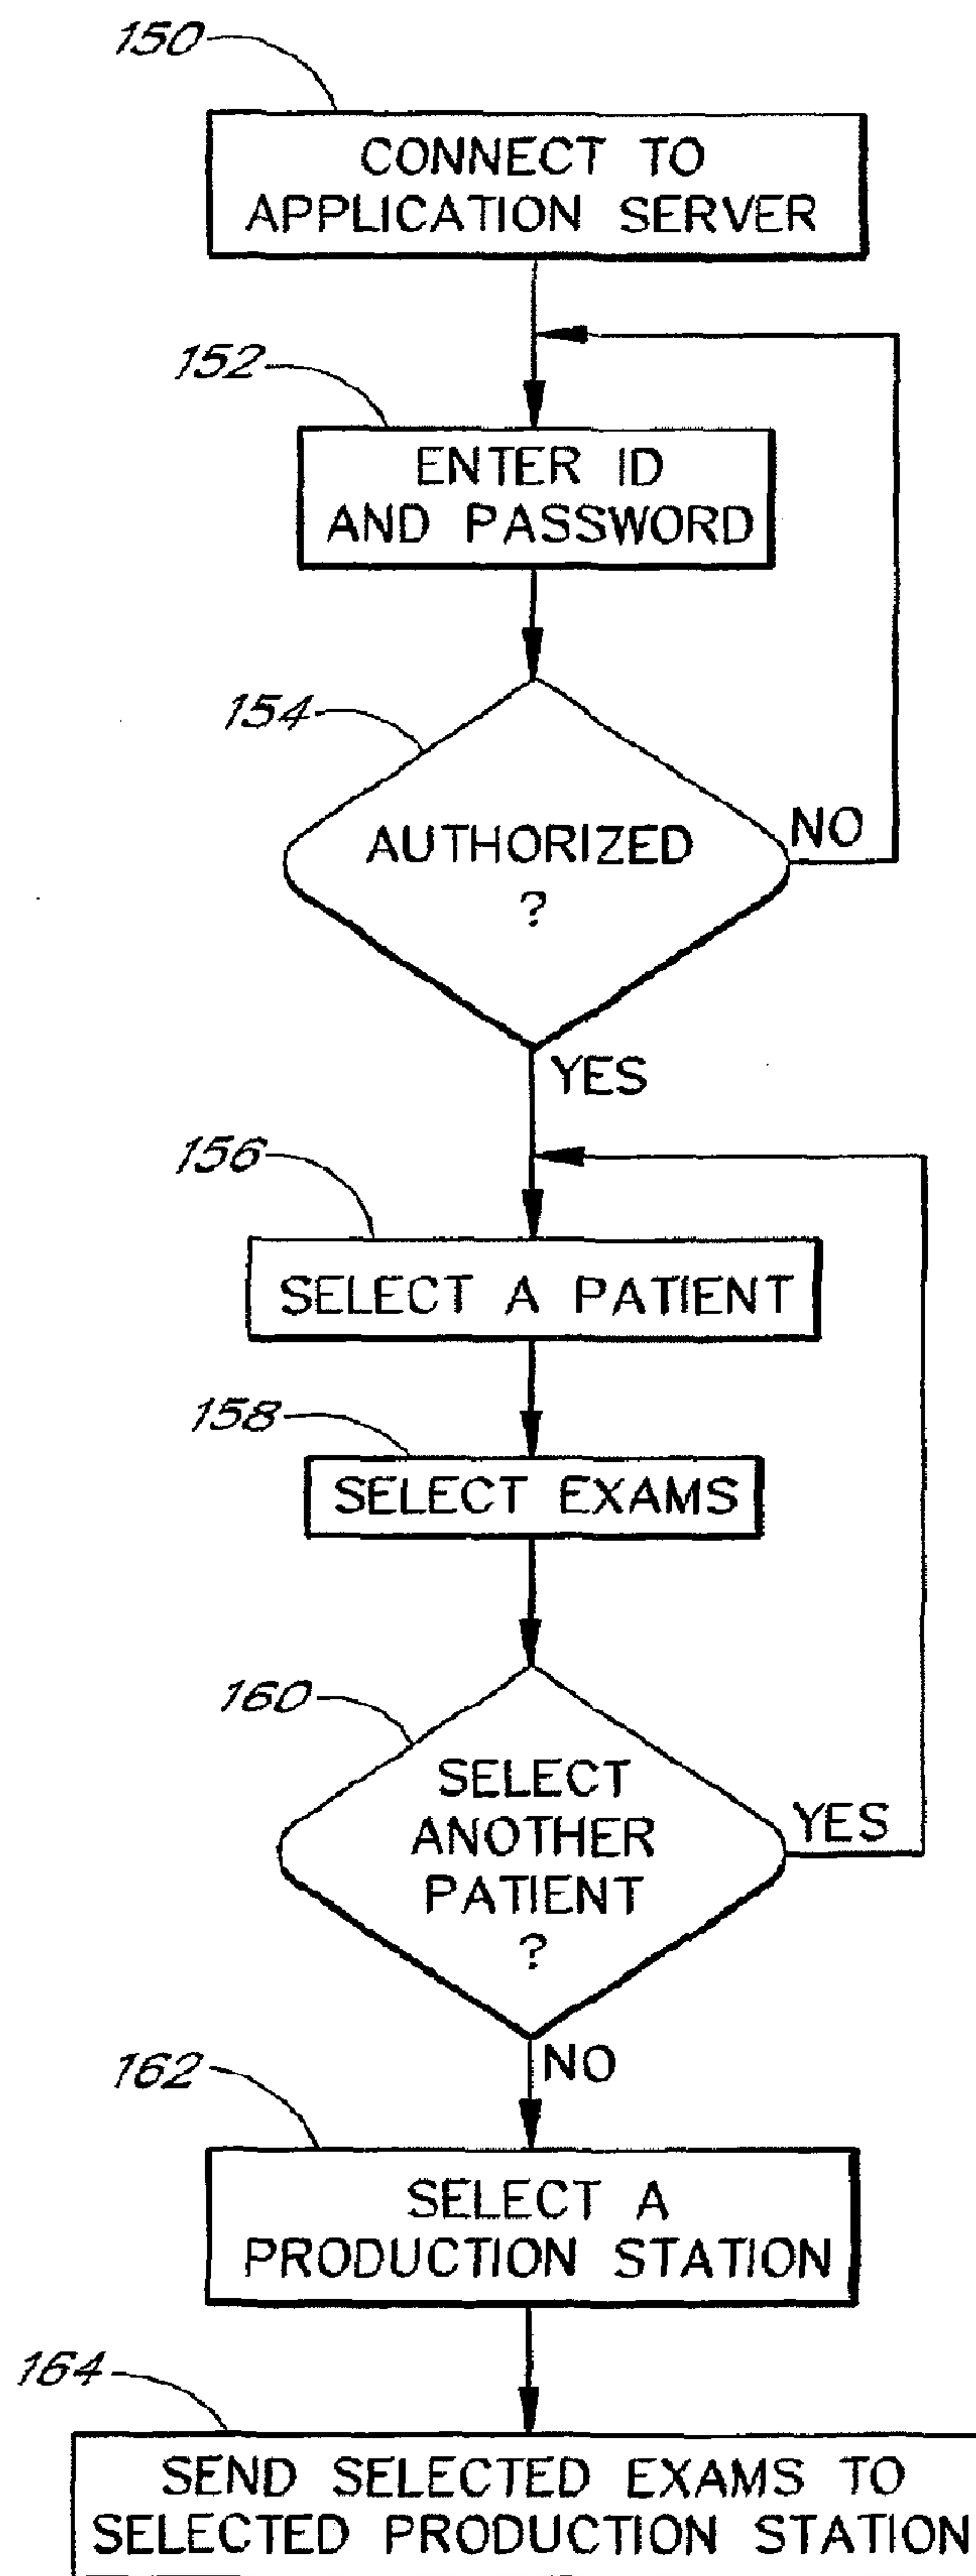 150
CONNECT TO
APPLICATION SERVER
152
ENTER ID
AND PASSWORD
154
AUTHORIZED
?
NO
YES
156
SELECT A PATIENT
158
SELECT EXAMS
160
SELECT
ANOTHER
PATIENT
?
YES
NO
162
SELECT A
PRODUCTION STATION
164
SEND SELECTED EXAMS TO
SELECTED PRODUCTION STATION